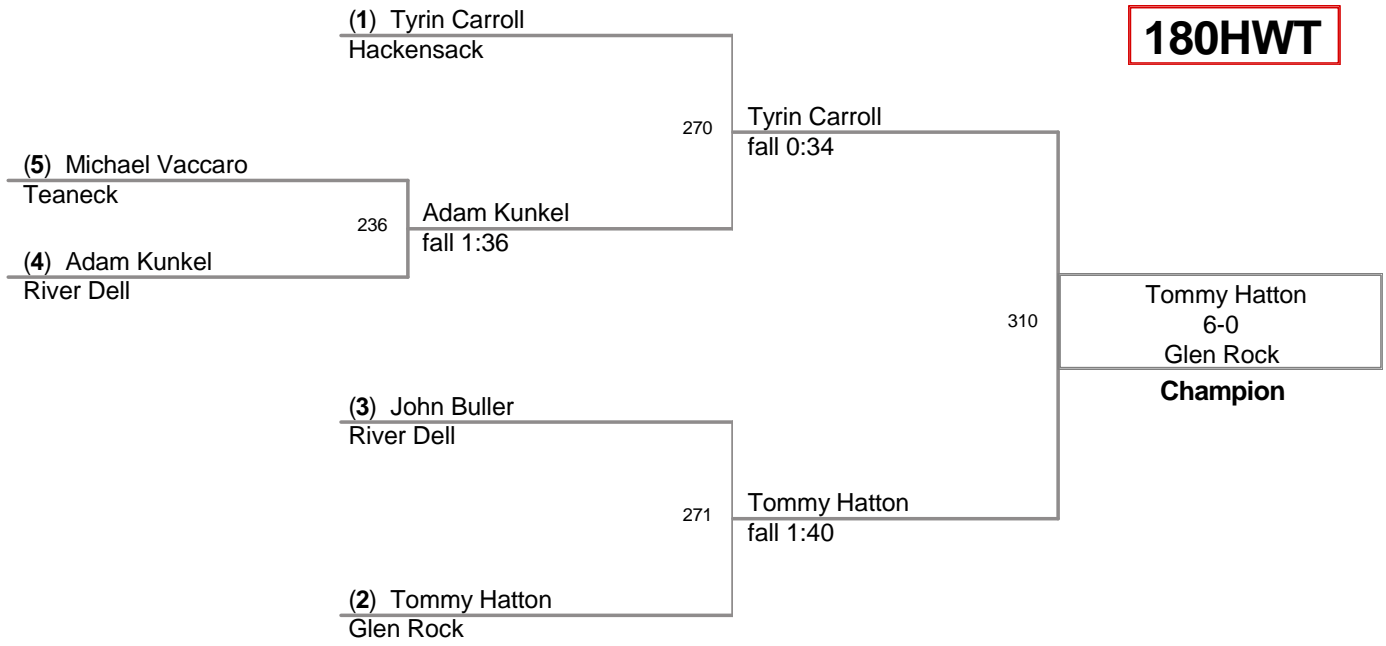 (1) Tyrin Carroll
180HWT
Hackensack
Tyrin Carroll
270
fall 0:34
(5) Michael Vaccaro
Teaneck
Adam Kunkel
236
fall 1:36
(4) Adam Kunkel
River Dell
Tommy Hatton
310
6-0
Glen Rock
Champion
(3) John Buller
River Dell
Tommy Hatton
271
fall 1:40
(2) Tommy Hatton
Glen Rock